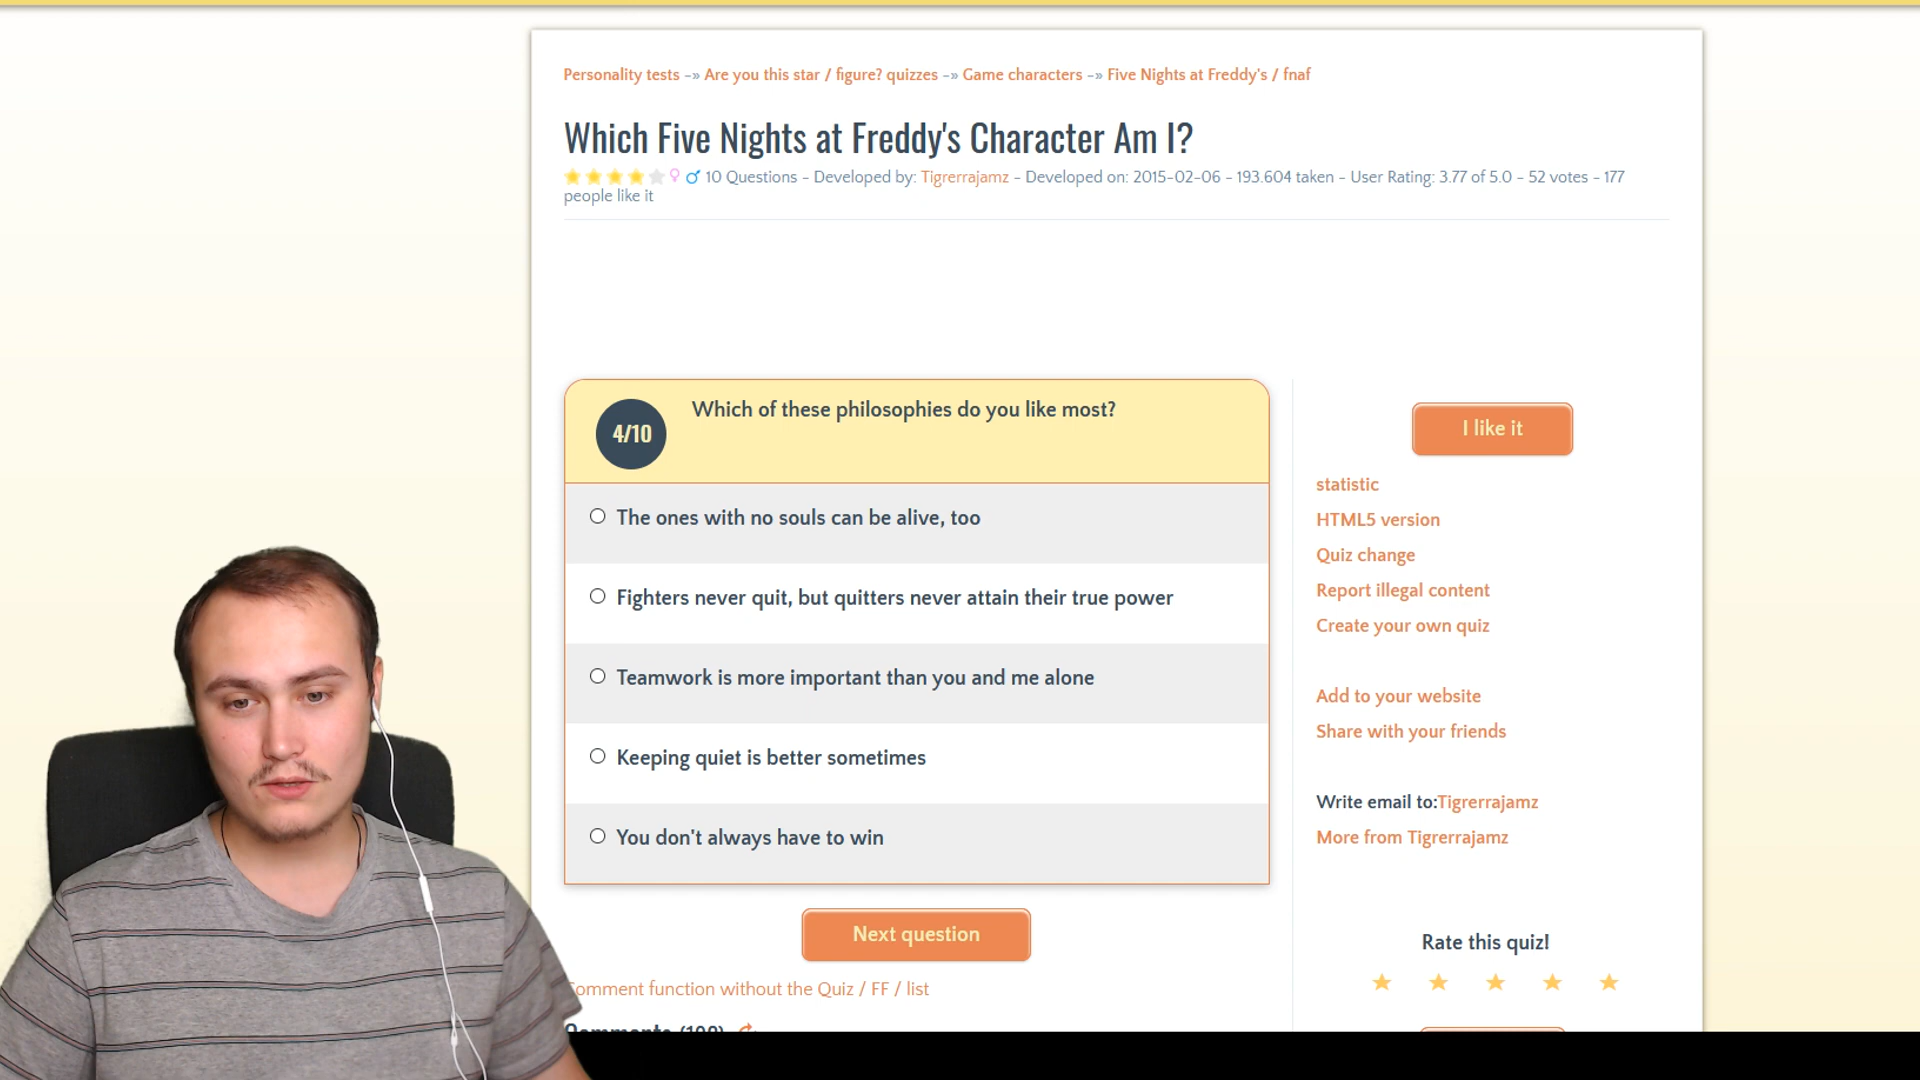 Personality tests -» Are you this star / figure? quizzes -» Game characters -» Five Nights at Freddy's / fnaf
Which Five Nights at Freddy's Character Am I?
10 Questions - Developed by: Tigrerrajamz - Developed on: 2015-02-06 - 193.604 taken - User Rating: 3.77 of 5.0 - 52 votes - 177
people like it
4/10
Which of these philosophies do you like most?
The ones with no souls can be alive, too
Fighters never quit, but quitters never attain their true power
Teamwork is more important than you and me alone
Keeping quiet is better sometimes
You don't always have to win
Next question
omment function without the Quiz / FF / list
Comments (100)
I like it
statistic
HTML5 version
Quiz change
Report illegal content
Create your own quiz
Add to your website
Share with your friends
Write email to:Tigrerrajamz
More from Tigrerrajamz
Rate this quiz!